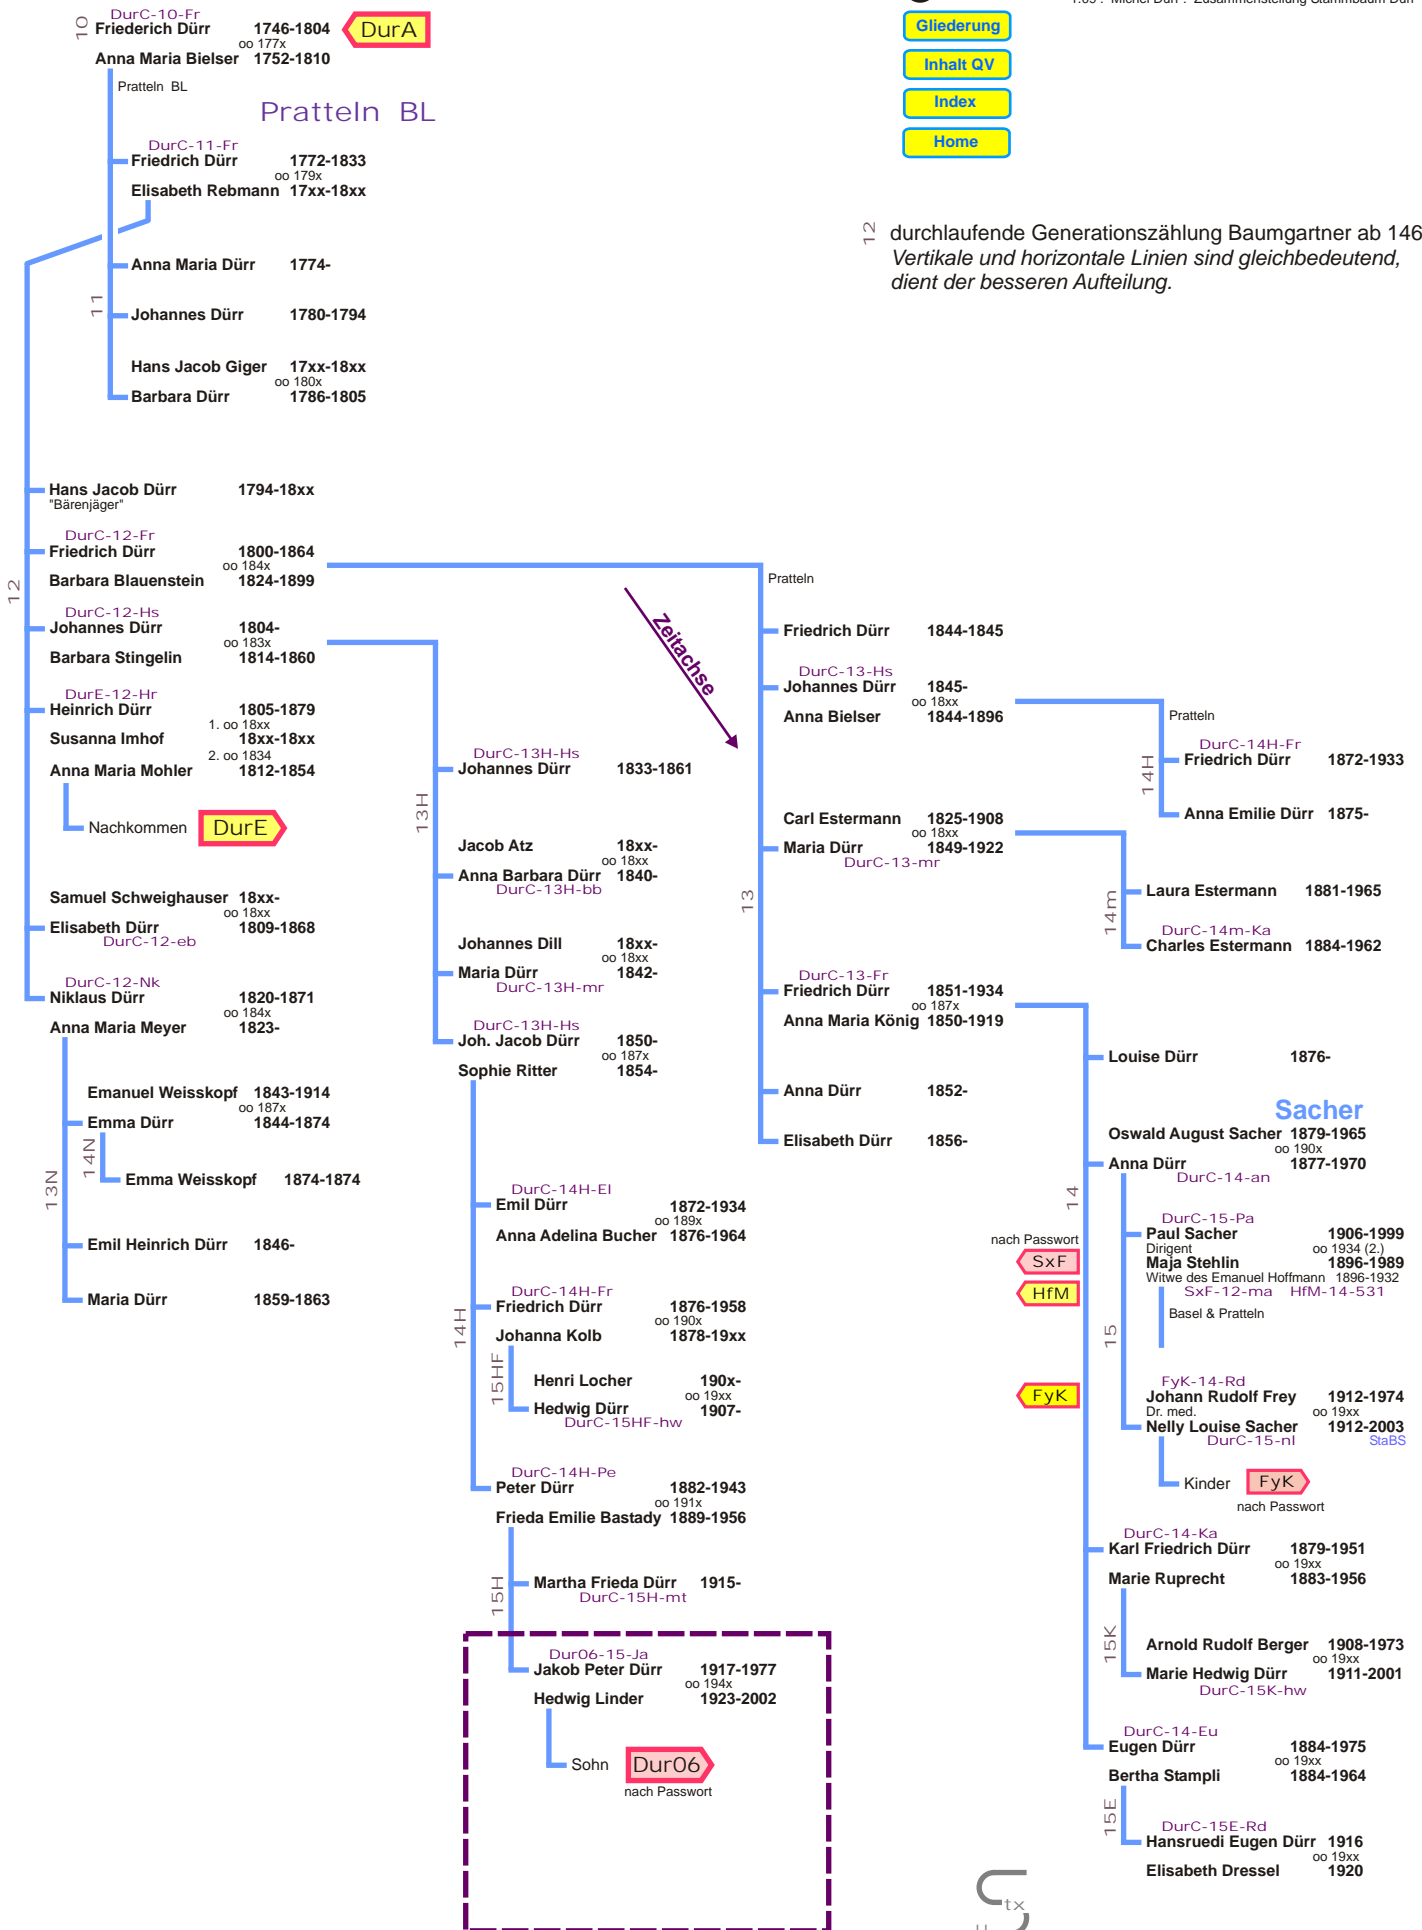 DurC-10-Fr
10
Friederich Dürr 1746-1804
DurA
oo 177x
Anna Maria Bielser 1752-1810
Pratteln BL
Pratteln BL
Gliederung
Inhalt QV
Index
Home
DurC-11-Fr
Friedrich Dürr 1772-1833
oo 179x
Elisabeth Rebmann 17xx-18xx
12 durchlaufende Generationszählung Baumgartner ab 146
Vertikale und horizontale Linien sind gleichbedeutend,
dient der besseren Aufteilung.
Anna Maria Dürr 1774-
11
Johannes Dürr 1780-1794
Hans Jacob Giger 17xx-18xx
oo 180x
Barbara Dürr 1786-1805
Hans Jacob Dürr 1794-18xx
"Bärenjäger"
DurC-12-Fr
Friedrich Dürr 1800-1864
oo 184x
Barbara Blauenstein 1824-1899
12
DurC-12-Hs
Johannes Dürr 1804-
oo 183x
Barbara Stingelin 1814-1860
DurE-12-Hr
Heinrich Dürr 1805-1879
1. oo 18xx
Susanna Imhof 18xx-18xx
2. oo 1834
Anna Maria Mohler 1812-1854
Nachkommen DurE
Samuel Schweighauser 18xx-
oo 18xx
Elisabeth Dürr 1809-1868
DurC-12-eb
DurC-12-Nk
Niklaus Dürr 1820-1871
oo 184x
Anna Maria Meyer 1823-
Emanuel Weisskopf 1843-1914
oo 187x
Emma Dürr 1844-1874
14N
Emma Weisskopf 1874-1874
13N
Emil Heinrich Dürr 1846-
Maria Dürr 1859-1863
Zeitachse
DurC-13H-Hs
Johannes Dürr 1833-1861
13H
Jacob Atz 18xx-
oo 18xx
Anna Barbara Dürr 1840-
DurC-13H-bb
Johannes Dill 18xx-
oo 18xx
Maria Dürr 1842-
DurC-13H-mr
DurC-13H-Hs
Joh. Jacob Dürr 1850-
oo 187x
Sophie Ritter 1854-
DurC-14H-El
Emil Dürr 1872-1934
oo 189x
Anna Adelina Bucher 1876-1964
14H
DurC-14H-Fr
Friedrich Dürr 1876-1958
oo 190x
Johanna Kolb 1878-19xx
15HF
Henri Locher 190x-
oo 19xx
Hedwig Dürr 1907-
DurC-15HF-hw
DurC-14H-Pe
Peter Dürr 1882-1943
oo 191x
Frieda Emilie Bastady 1889-1956
15H
Martha Frieda Dürr 1915-
DurC-15H-mt
Dur06-15-Ja
Jakob Peter Dürr 1917-1977
oo 194x
Hedwig Linder 1923-2002
Sohn Dur06
nach Passwort
Pratteln
Friedrich Dürr 1844-1845
DurC-13-Hs
Johannes Dürr 1845-
oo 18xx
Anna Bielser 1844-1896
Carl Estermann 1825-1908
oo 18xx
Maria Dürr 1849-1922
DurC-13-mr
13
DurC-13-Fr
Friedrich Dürr 1851-1934
oo 187x
Anna Maria König 1850-1919
Anna Dürr 1852-
Elisabeth Dürr 1856-
Pratteln
DurC-14H-Fr
Friedrich Dürr 1872-1933
14H
Anna Emilie Dürr 1875-
Laura Estermann 1881-1965
14m
DurC-14m-Ka
Charles Estermann 1884-1962
Louise Dürr 1876-
Sacher
Oswald August Sacher 1879-1965
oo 190x
Anna Dürr 1877-1970
DurC-14-an
14
DurC-15-Pa
Paul Sacher 1906-1999
Dirigent oo 1934 (2.)
Maja Stehlin 1896-1989
Witwe des Emanuel Hoffmann 1896-1932
SxF-12-ma HfM-14-531
Basel & Pratteln
nach Passwort
SxF
HfM
15
FyK
FyK-14-Rd
Johann Rudolf Frey 1912-1974
Dr. med. oo 19xx
Nelly Louise Sacher 1912-2003
DurC-15-nl StaBS
Kinder FyK
nach Passwort
DurC-14-Ka
Karl Friedrich Dürr 1879-1951
oo 19xx
Marie Ruprecht 1883-1956
15K
Arnold Rudolf Berger 1908-1973
oo 19xx
Marie Hedwig Dürr 1911-2001
DurC-15K-hw
DurC-14-Eu
Eugen Dürr 1884-1975
oo 19xx
Bertha Stampli 1884-1964
15E
DurC-15E-Rd
Hansruedi Eugen Dürr 1916
oo 19xx
Elisabeth Dressel 1920
tx